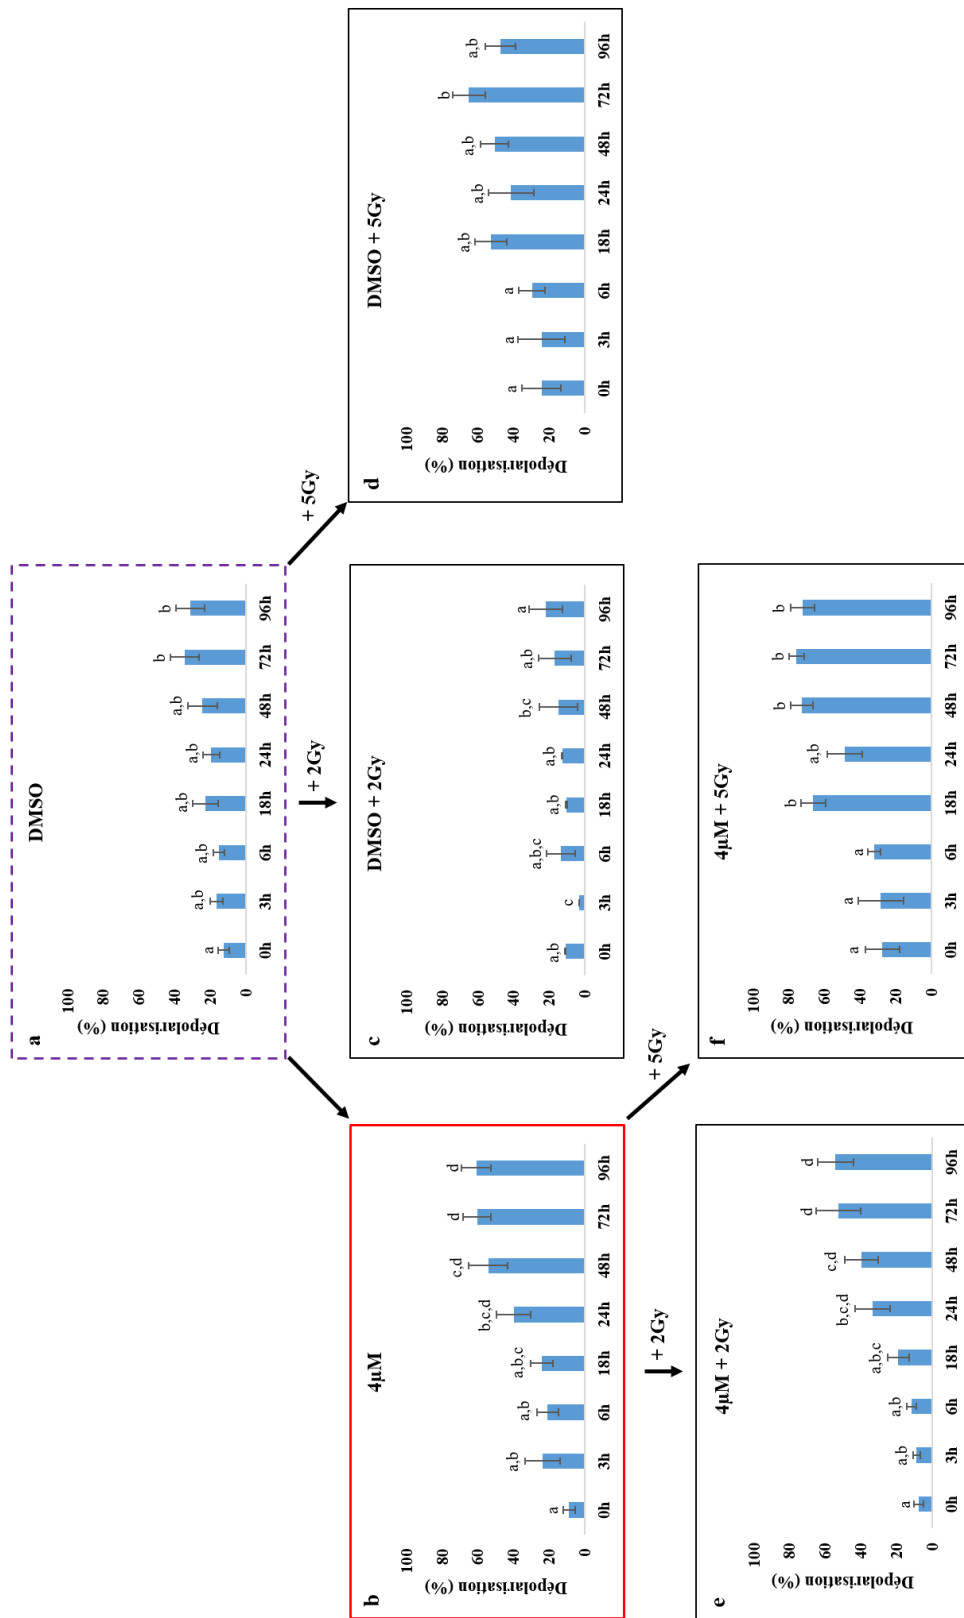 DMSO
a
Dépolarisation (%)
100
80
60
40
20
0
a
a,b
a,b
a,b
a,b
a,b
b
b
0h 3h 6h 18h 24h 48h 72h 96h
+ 2Gy
+ 5Gy
4µM
b
Dépolarisation (%)
100
80
60
40
20
0
a
a,b
a,b
a,b,c
b,c,d
c,d
d
d
0h 3h 6h 18h 24h 48h 72h 96h
DMSO + 2Gy
c
Dépolarisation (%)
100
80
60
40
20
0
a,b
c
a,b,c
a,b
a,b
b,c
a,b
a
0h 3h 6h 18h 24h 48h 72h 96h
DMSO + 5Gy
d
Dépolarisation (%)
100
80
60
40
20
0
a
a
a
a,b
a,b
a,b
b
a,b
0h 3h 6h 18h 24h 48h 72h 96h
+ 2Gy
+ 5Gy
4µM + 2Gy
e
Dépolarisation (%)
100
80
60
40
20
0
a
a,b
a,b
a,b,c
b,c,d
c,d
d
d
0h 3h 6h 18h 24h 48h 72h 96h
4µM + 5Gy
f
Dépolarisation (%)
100
80
60
40
20
0
a
a
a
b
a,b
b
b
b
0h 3h 6h 18h 24h 48h 72h 96h